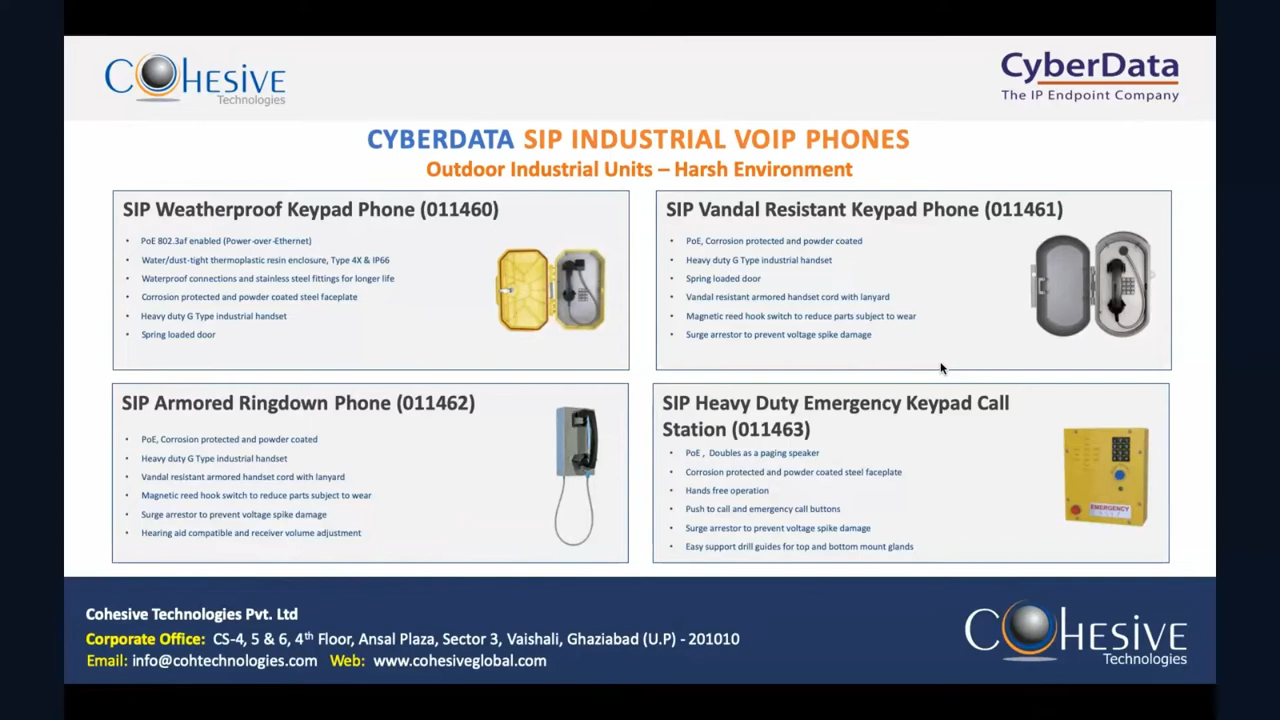 COHESIVE
Technologies
CyberData
The IP Endpoint Company
CYBERDATA SIP INDUSTRIAL VOIP PHONES
Outdoor Industrial Units – Harsh Environment
SIP Weatherproof Keypad Phone (011460)
• PoE 802.3af enabled (Power-over-Ethernet)
• Water/dust-tight thermoplastic resin enclosure, Type 4X & IP66
• Waterproof connections and stainless steel fittings for longer life
• Corrosion protected and powder coated steel faceplate
• Heavy duty G Type industrial handset
• Spring loaded door
SIP Vandal Resistant Keypad Phone (011461)
• PoE, Corrosion protected and powder coated
• Heavy duty G Type industrial handset
• Spring loaded door
• Vandal resistant armored handset cord with lanyard
• Magnetic reed hook switch to reduce parts subject to wear
• Surge arrestor to prevent voltage spike damage
SIP Armored Ringdown Phone (011462)
• PoE, Corrosion protected and powder coated
• Heavy duty G Type industrial handset
• Vandal resistant armored handset cord with lanyard
• Magnetic reed hook switch to reduce parts subject to wear
• Surge arrestor to prevent voltage spike damage
• Hearing aid compatible and receiver volume adjustment
SIP Heavy Duty Emergency Keypad Call
Station (011463)
• PoE , Doubles as a paging speaker
• Corrosion protected and powder coated steel faceplate
• Hands free operation
• Push to call and emergency call buttons
• Surge arrestor to prevent voltage spike damage
• Easy support drill guides for top and bottom mount glands
EMERGENCY
Cohesive Technologies Pvt. Ltd
Corporate Office: CS-4, 5 & 6, 4th Floor, Ansal Plaza, Sector 3, Vaishali, Ghaziabad (U.P) - 201010
Email: info@cohtechnologies.com Web: www.cohesiveglobal.com
COHESIVE
Technologies